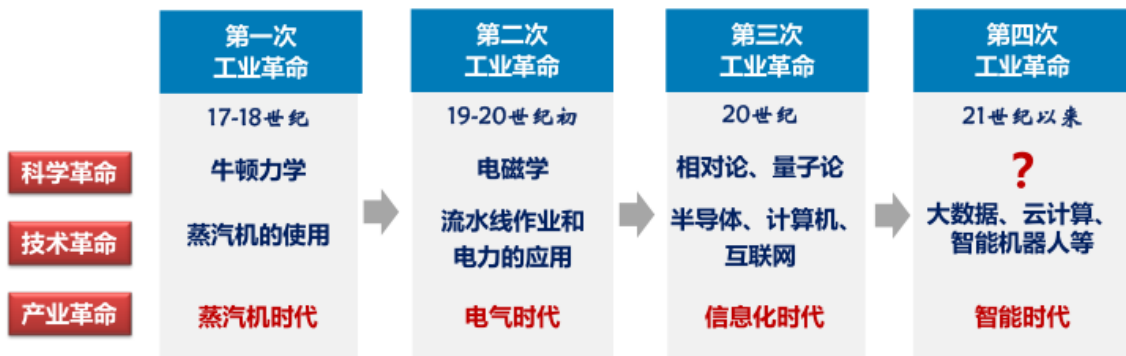 第一次
工业革命
第二次
工业革命
第三次
工业革命
第四次
工业革命
17-18世纪
19-20世纪初
20世纪
21世纪以来
科学革命
牛顿力学
电磁学
相对论、量子论
?
技术革命
蒸汽机的使用
流水线作业和
电力的应用
半导体、计算机、
互联网
大数据、云计算、
智能机器人等
产业革命
蒸汽机时代
电气时代
信息化时代
智能时代